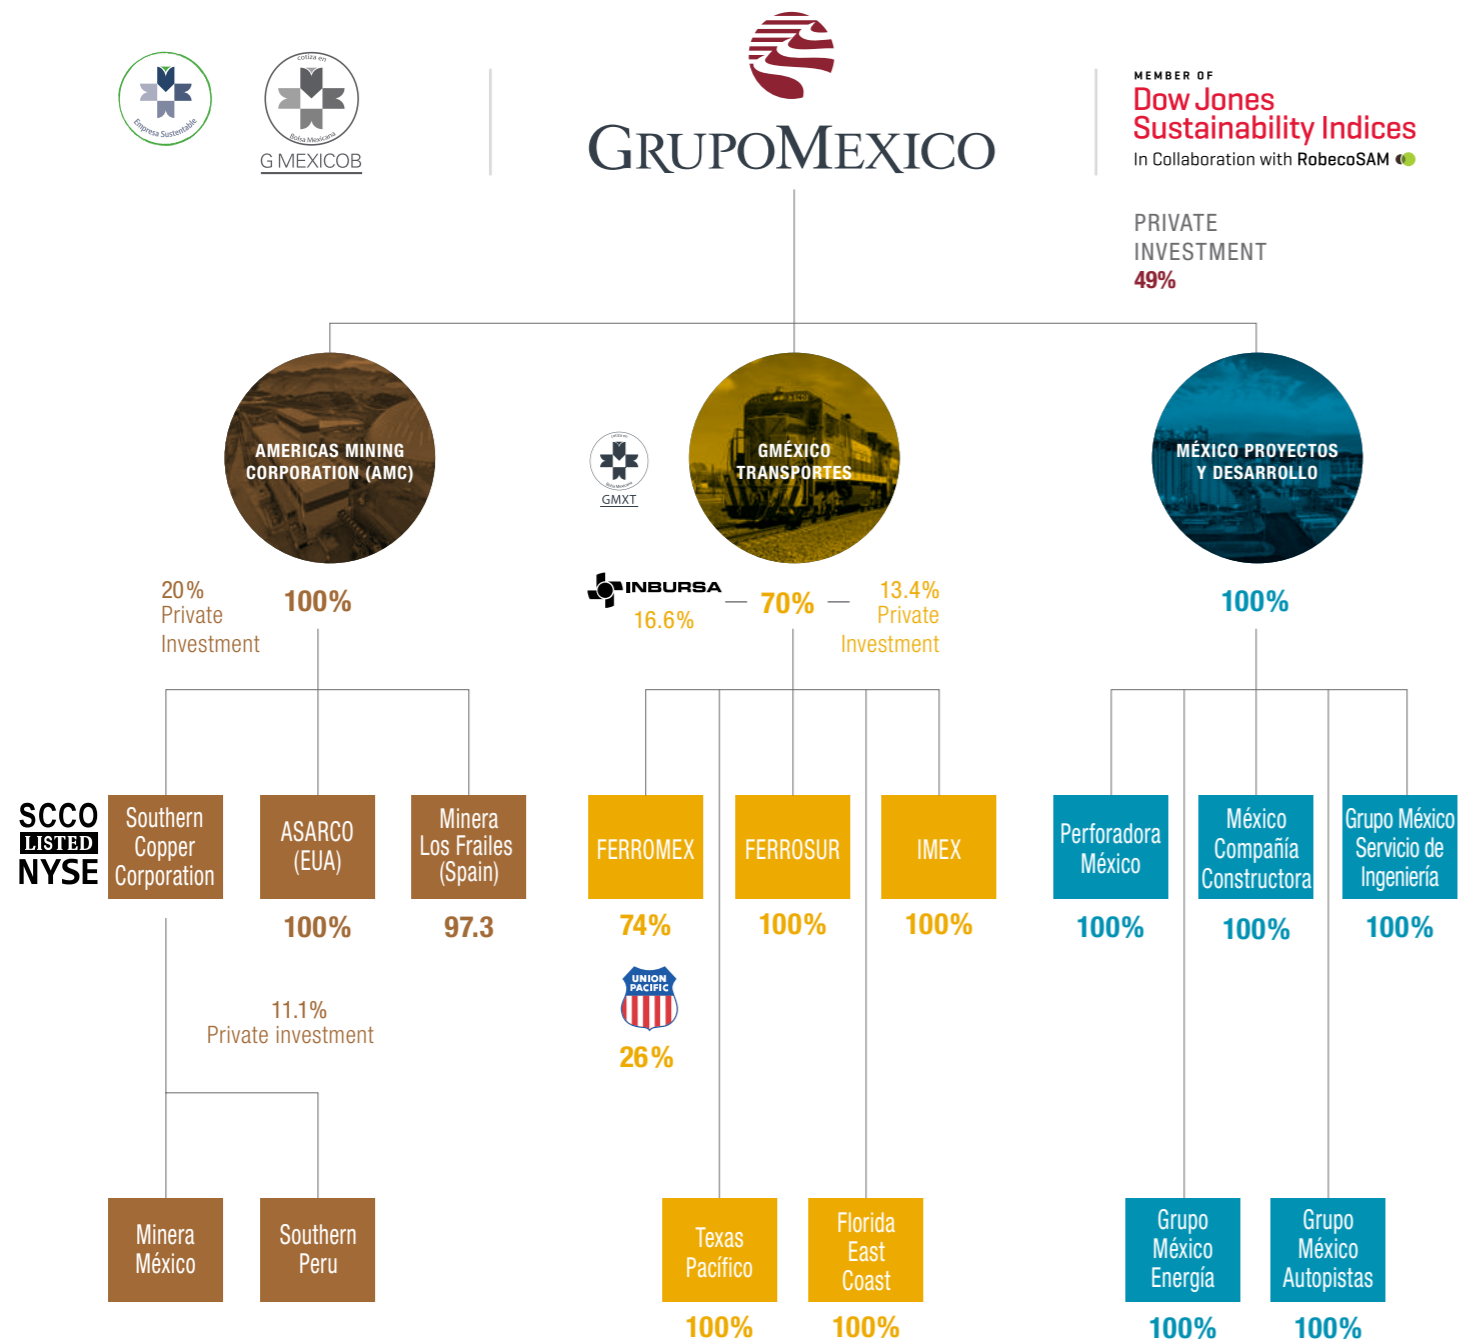 Empresa Sustentable
cotiza en
Bolsa Mexicana
G MEXICOB
GRUPOMEXICO
MEMBER OF
Dow Jones
Sustainability Indices
In Collaboration with RobecoSAM
PRIVATE
INVESTMENT
49%
AMERICAS MINING
CORPORATION (AMC)
cotiza en
Bolsa Mexicana
GMXT
GMÉXICO
TRANSPORTES
MÉXICO PROYECTOS
Y DESARROLLO
20%
Private
Investment
100%
INBURSA
16.6%
70%
13.4%
Private
Investment
100%
SCCO
LISTED
NYSE
Southern
Copper
Corporation
ASARCO
(EUA)
100%
Minera
Los Frailes
(Spain)
97.3
FERROMEX
74%
UNION
PACIFIC
26%
FERROSUR
100%
IMEX
100%
Perforadora
México
100%
México
Compañía
Constructora
100%
Grupo México
Servicio de
Ingeniería
100%
11.1%
Private investment
Minera
México
Southern
Peru
Texas
Pacífico
100%
Florida
East
Coast
100%
Grupo
México
Energía
100%
Grupo
México
Autopistas
100%